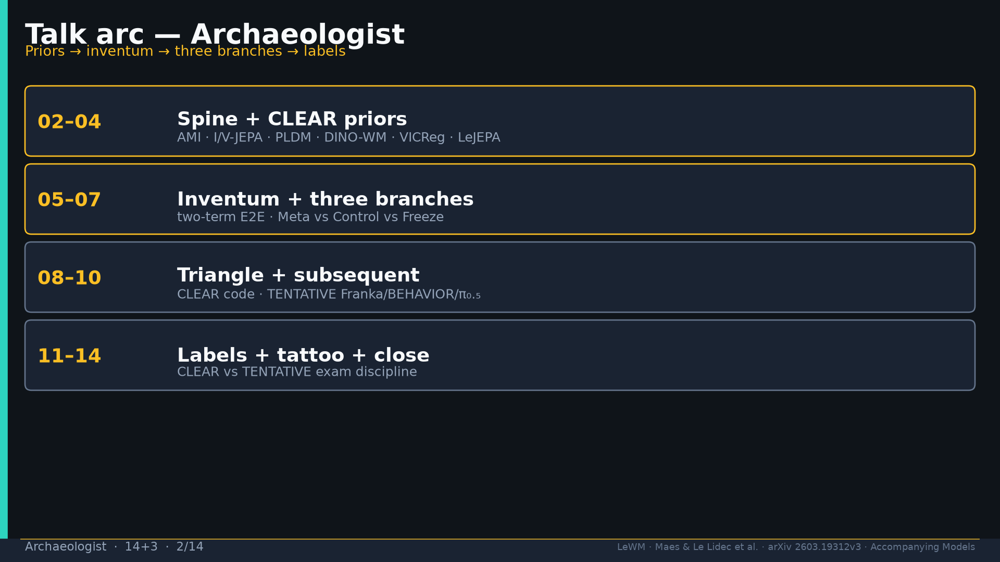 Talk arc — Archaeologist
Priors → inventum → three branches → labels
02–04
Spine + CLEAR priors
AMI · I/V-JEPA · PLDM · DINO-WM · VICReg · LeJEPA
05–07
Inventum + three branches
two-term E2E · Meta vs Control vs Freeze
08–10
Triangle + subsequent
CLEAR code · TENTATIVE Franka/BEHAVIOR/π₀.₅
11–14
Labels + tattoo + close
CLEAR vs TENTATIVE exam discipline
Archaeologist · 14+3 · 2/14
LeWM · Maes & Le Lidec et al. · arXiv 2603.19312v3 · Accompanying Models